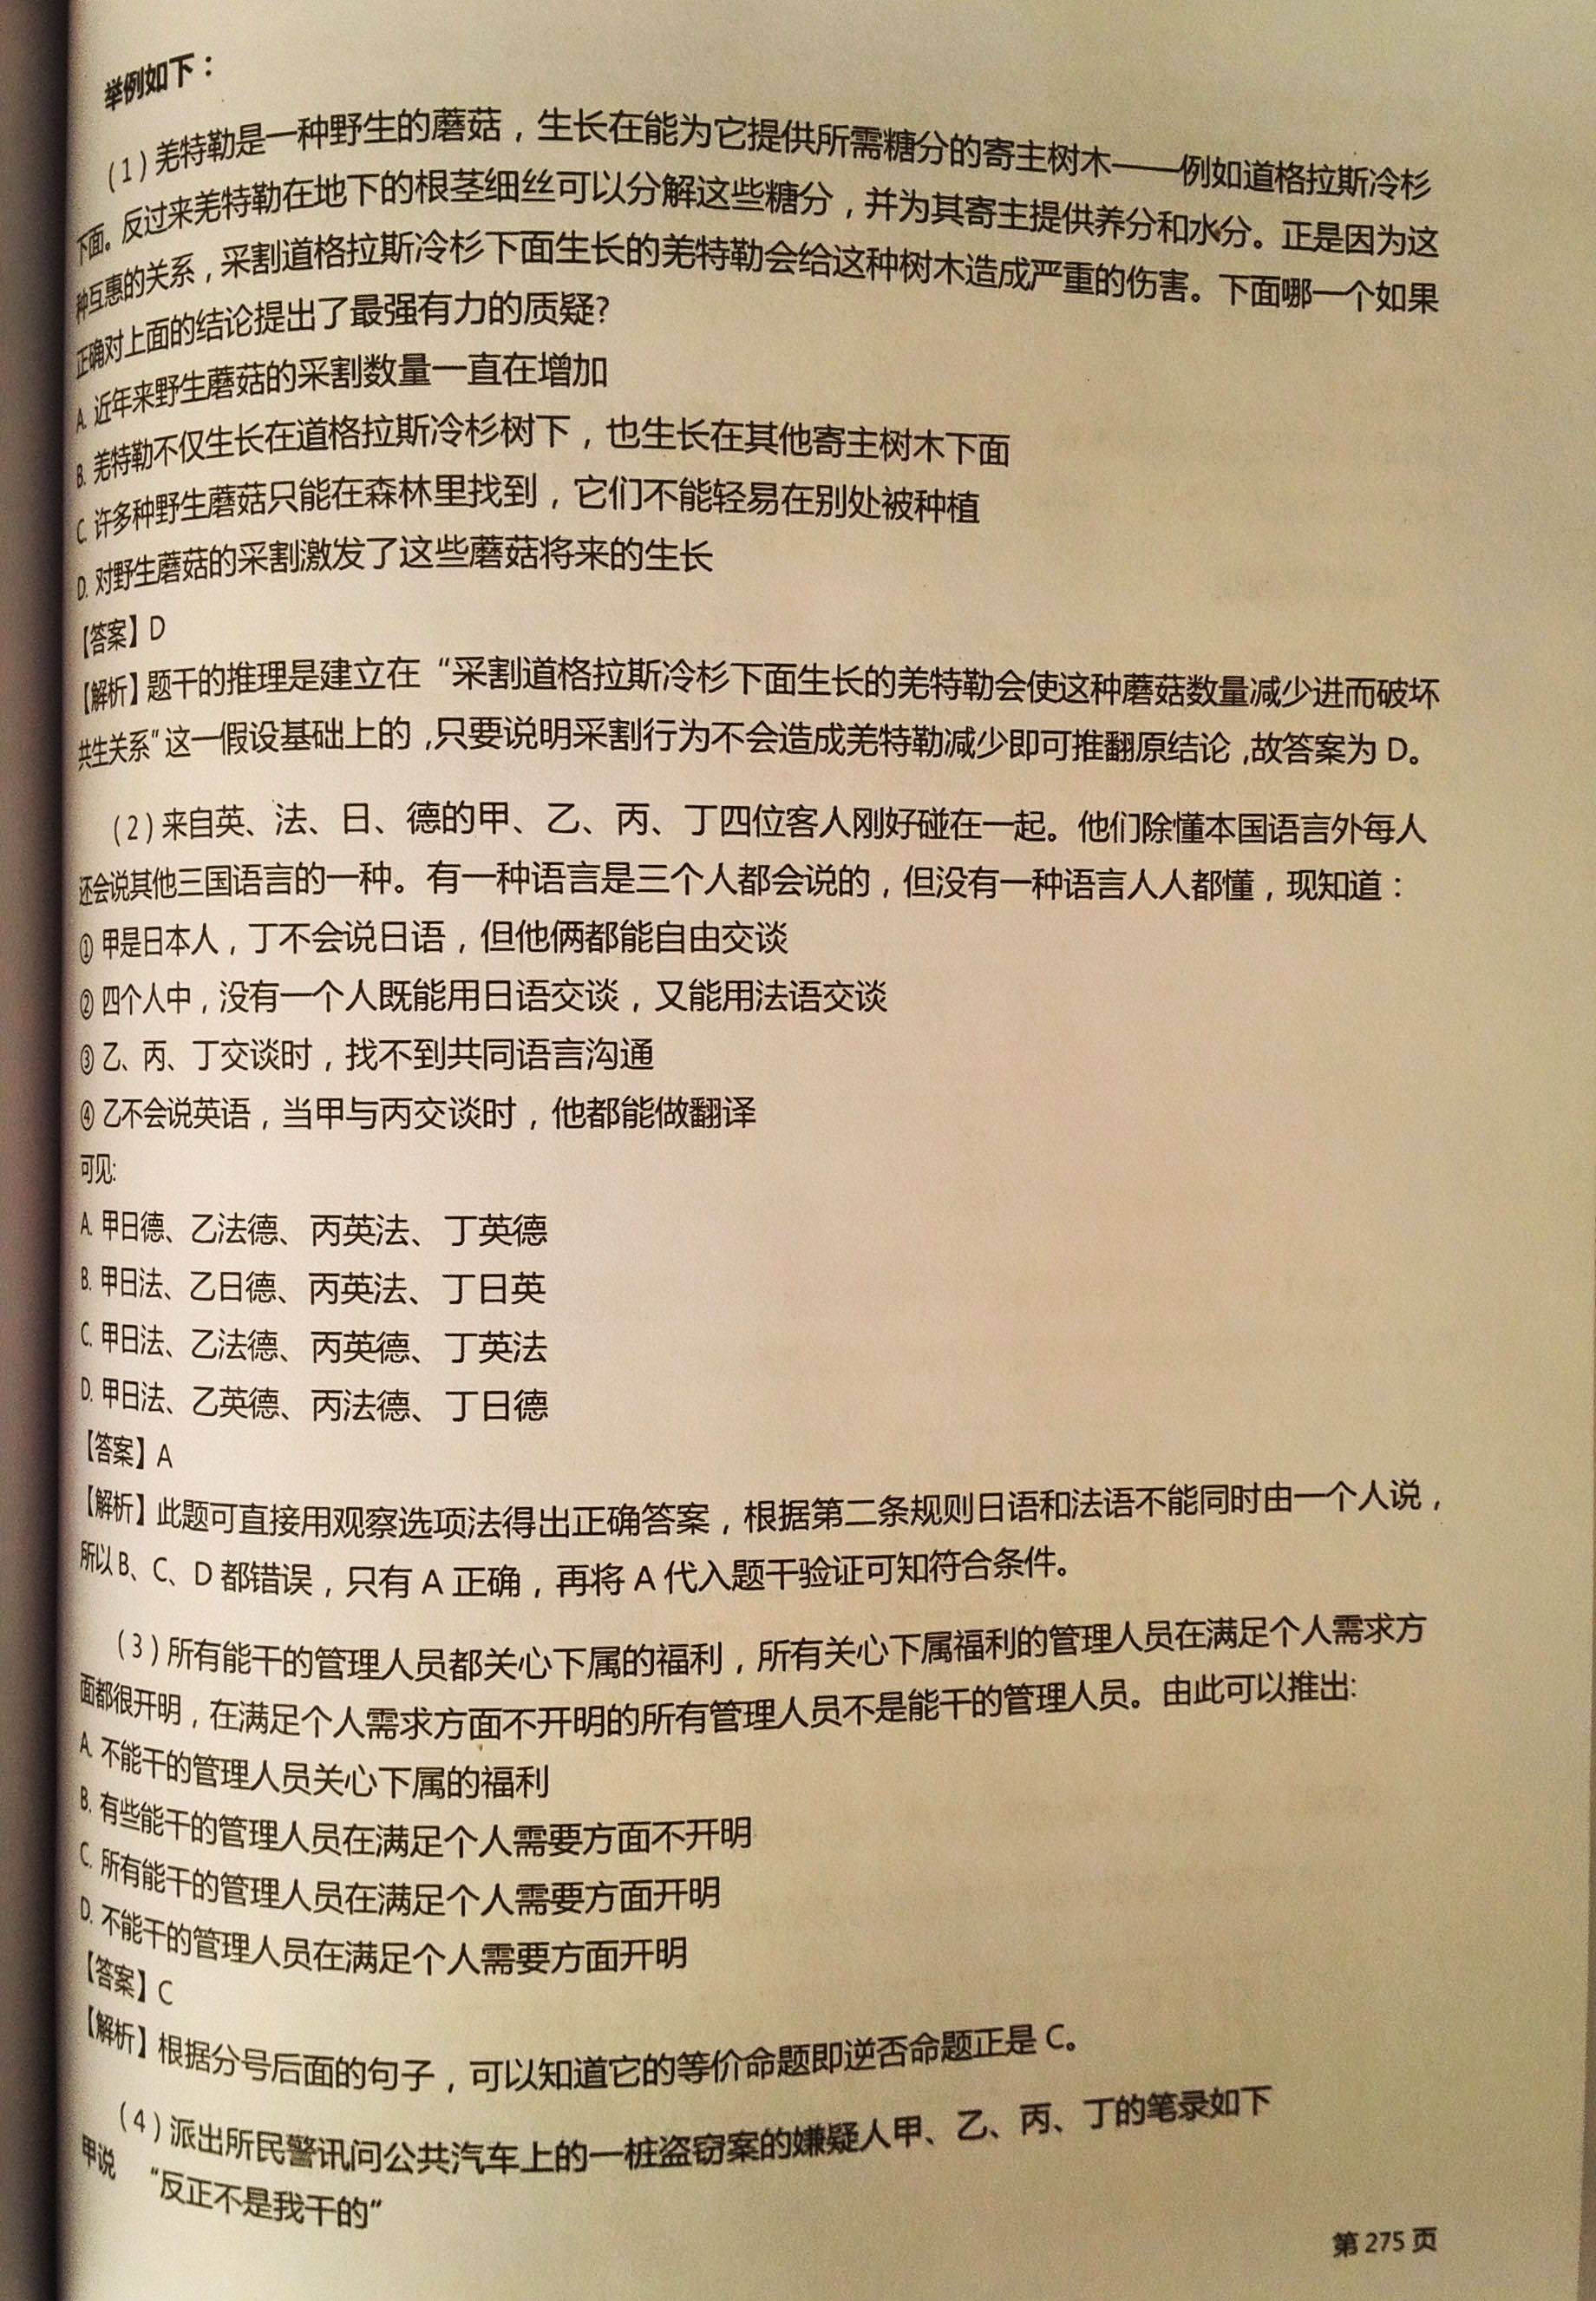 举例如下：
（1）羌特勒是一种野生的蘑菇，生长在能为它提供所需糖分的寄主树木——例如道格拉斯冷杉
下面。反过来羌特勒在地下的根茎细丝可以分解这些糖分，并为其寄主提供养分和水分。正是因为这
种互惠的关系，采割道格拉斯冷杉下面生长的羌特勒会给这种树木造成严重的伤害。下面哪一个如果
正确对上面的结论提出了最强有力的质疑?
A. 近年来野生蘑菇的采割数量一直在增加
B. 羌特勒不仅生长在道格拉斯冷杉树下，也生长在其他寄主树木下面
C. 许多种野生蘑菇只能在森林里找到，它们不能轻易在别处被种植
D. 对野生蘑菇的采割激发了这些蘑菇将来的生长
【答案】D
【解析】题干的推理是建立在“采割道格拉斯冷杉下面生长的羌特勒会使这种蘑菇数量减少进而破坏
共生关系”这一假设基础上的,只要说明采割行为不会造成羌特勒减少即可推翻原结论,故答案为 D。
（2）来自英、法、日、德的甲、乙、丙、丁四位客人刚好碰在一起。他们除懂本国语言外每人
还会说其他三国语言的一种。有一种语言是三个人都会说的，但没有一种语言人人都懂，现知道：
① 甲是日本人，丁不会说日语，但他俩都能自由交谈
② 四个人中，没有一个人既能用日语交谈，又能用法语交谈
③ 乙、丙、丁交谈时，找不到共同语言沟通
④ 乙不会说英语，当甲与丙交谈时，他都能做翻译
可见:
A. 甲日德、乙法德、丙英法、丁英德
B. 甲日法、乙日德、丙英法、丁日英
C. 甲日法、乙法德、丙英德、丁英法
D. 甲日法、乙英德、丙法德、丁日德
【答案】A
【解析】此题可直接用观察选项法得出正确答案，根据第二条规则日语和法语不能同时由一个人说，
所以 B、C、D 都错误，只有 A 正确，再将 A 代入题干验证可知符合条件。
（3）所有能干的管理人员都关心下属的福利，所有关心下属福利的管理人员在满足个人需求方
面都很开明，在满足个人需求方面不开明的所有管理人员不是能干的管理人员。由此可以推出:
A. 不能干的管理人员关心下属的福利
B. 有些能干的管理人员在满足个人需要方面不开明
C. 所有能干的管理人员在满足个人需要方面开明
D. 不能干的管理人员在满足个人需要方面开明
【答案】C
【解析】根据分号后面的句子，可以知道它的等价命题即逆否命题正是 C。
（4）派出所民警讯问公共汽车上的一桩盗窃案的嫌疑人甲、乙、丙、丁的笔录如下
甲说 “反正不是我干的”
第 275 页